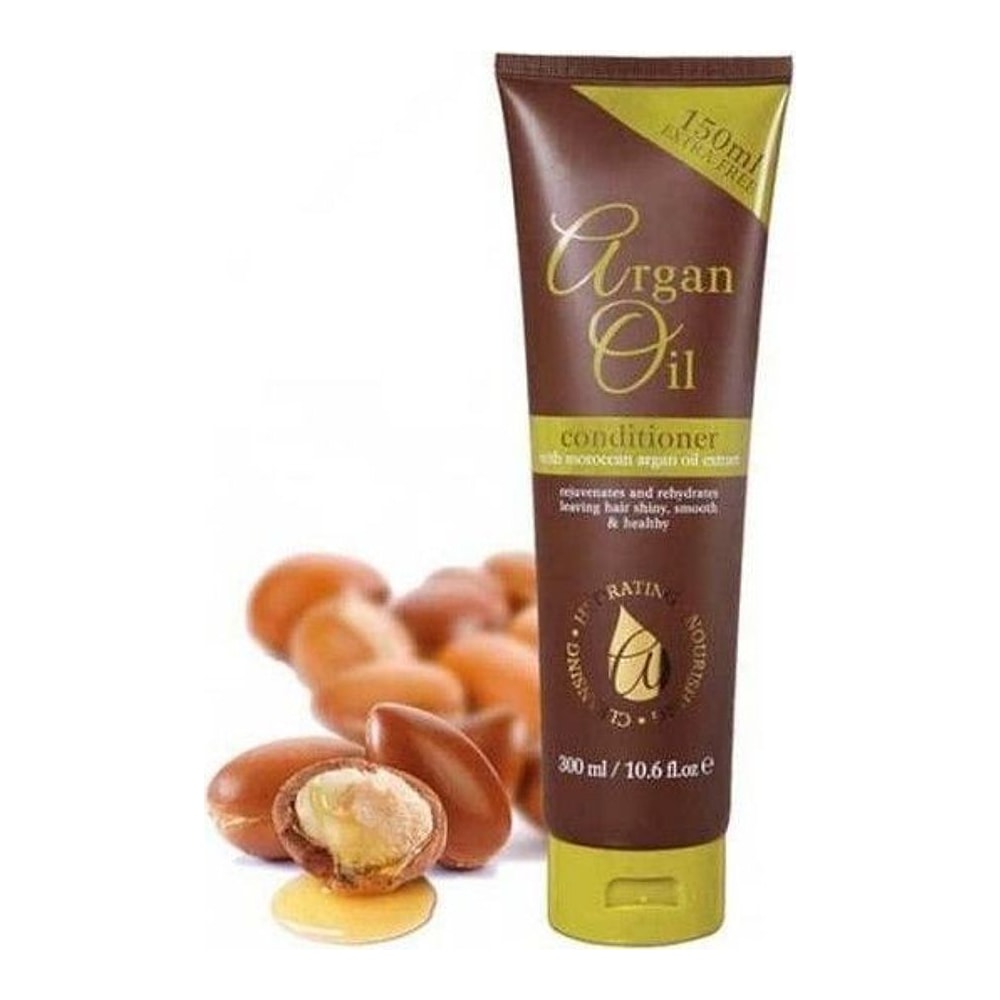 150ml
EXTRA FREE
Argan
Oil
conditioner
with moroccan argan oil extract
rejuvenates and rehydrates
leaving hair shiny, smooth
& healthy
CLEANSING • HYDRATING • NOURISHING •
300 ml / 10.6 fl.oz e